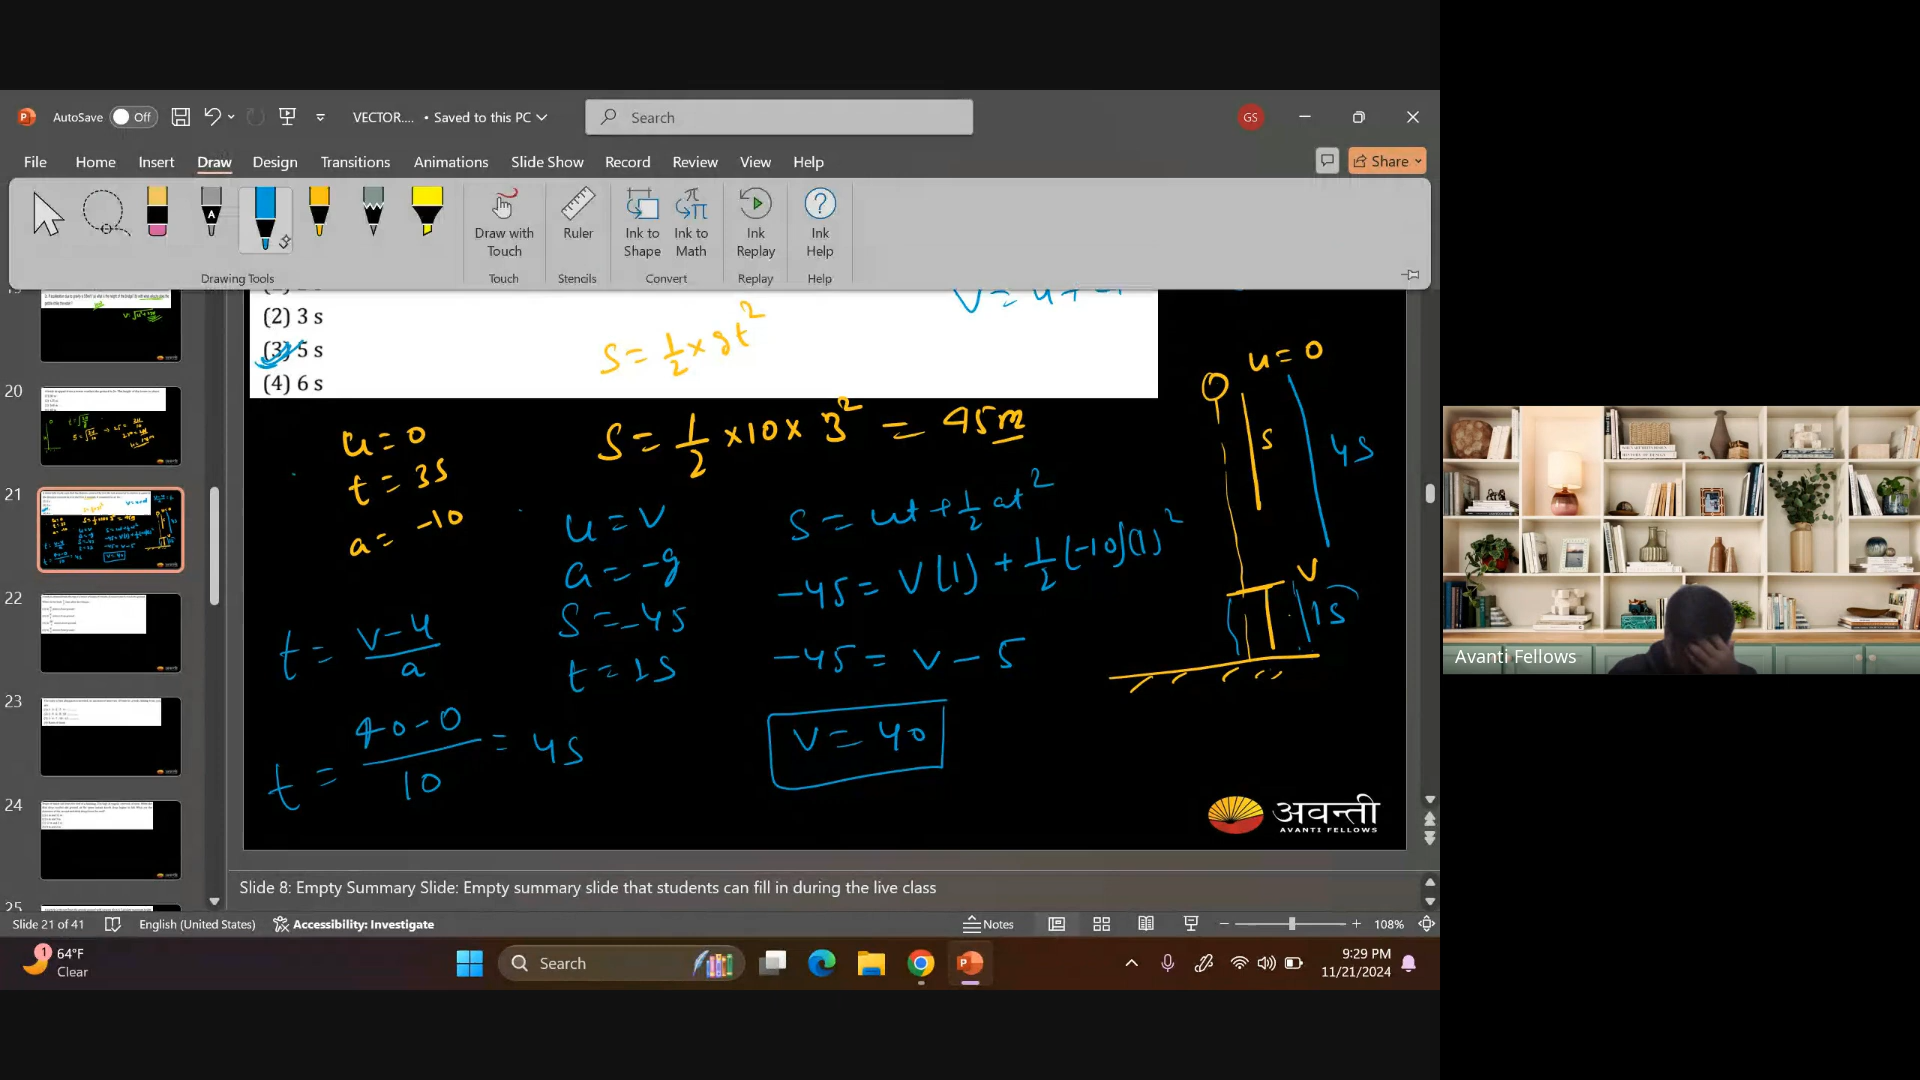 AutoSave Off VECTOR.... • Saved to this PC Search GS
File Home Insert Draw Design Transitions Animations Slide Show Record Review View Help Share
Draw with Touch
Ruler
Ink to Shape
Ink to Math
Ink Replay
Ink Help
Drawing Tools Touch Stencils Convert Replay Help
(2) 3 s
(3) 5 s
(4) 6 s
S = 1/2 × gt²
u = 0
S = 1/2 × 10 × 3² = 45m
u = 0
t = 3s
a = -10
S
4s
u = v
a = -g
S = -45
t = 1s
S = ut + 1/2 at²
-45 = V(1) + 1/2 (-10)(1)²
-45 = v - 5
v = 40
V
1s
t = v-u / a
t = 40-0 / 10 = 4s
अवन्ती
AVANTI FELLOWS
20
21
22
23
24
25
Slide 8: Empty Summary Slide: Empty summary slide that students can fill in during the live class
Slide 21 of 41 English (United States) Accessibility: Investigate Notes 108%
1
64°F
Clear
Search
9:29 PM
11/21/2024
Avanti Fellows